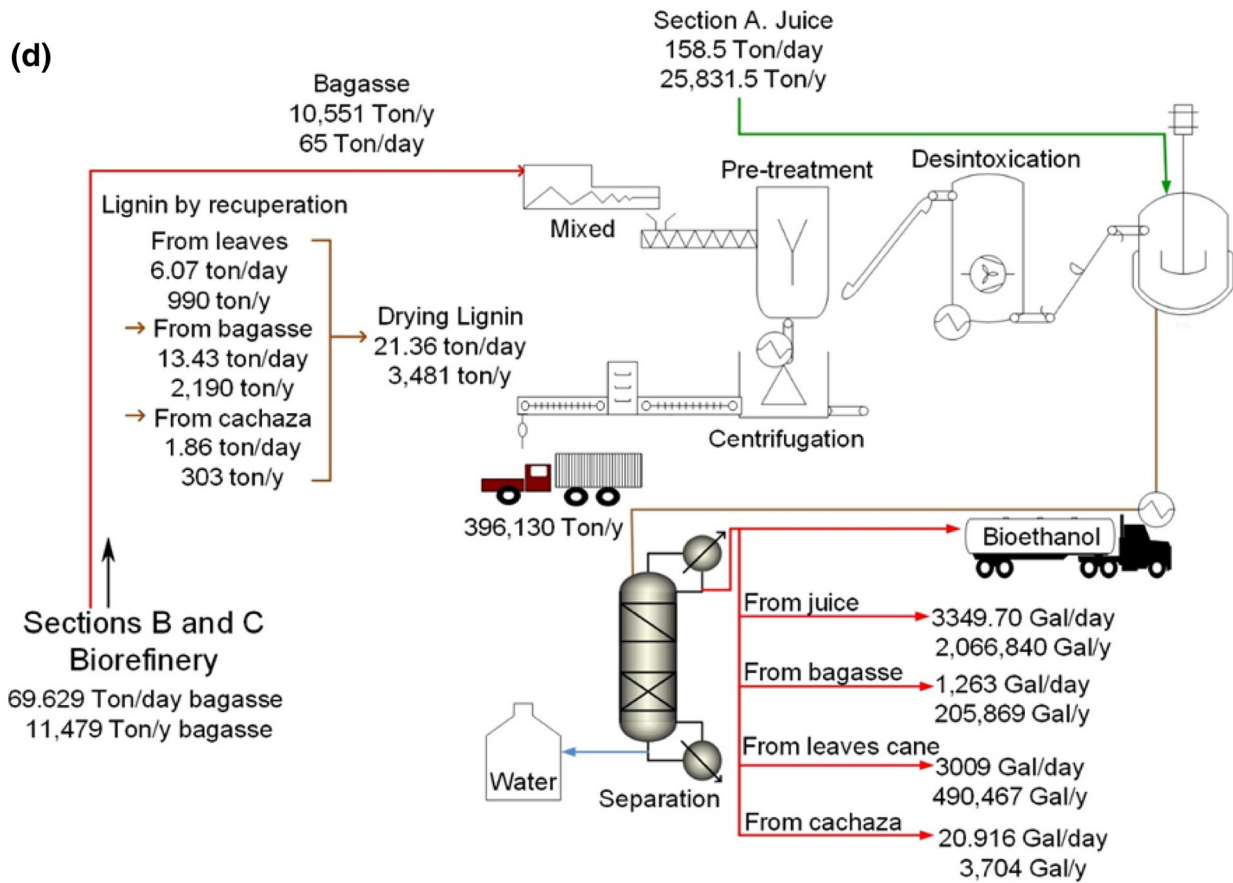 (d)
Section A. Juice
158.5 Ton/day
25,831.5 Ton/y
Bagasse
10,551 Ton/y
65 Ton/day
Lignin by recuperation
From leaves
6.07 ton/day
990 ton/y
From bagasse
13.43 ton/day
2,190 ton/y
From cachaza
1.86 ton/day
303 ton/y
Drying Lignin
21.36 ton/day
3,481 ton/y
Mixed
Pre-treatment
Desintoxication
Centrifugation
396,130 Ton/y
Sections B and C
Biorefinery
69.629 Ton/day bagasse
11,479 Ton/y bagasse
Water
Separation
Bioethanol
From juice
3349.70 Gal/day
2,066,840 Gal/y
From bagasse
1,263 Gal/day
205,869 Gal/y
From leaves cane
3009 Gal/day
490,467 Gal/y
From cachaza
20.916 Gal/day
3,704 Gal/y